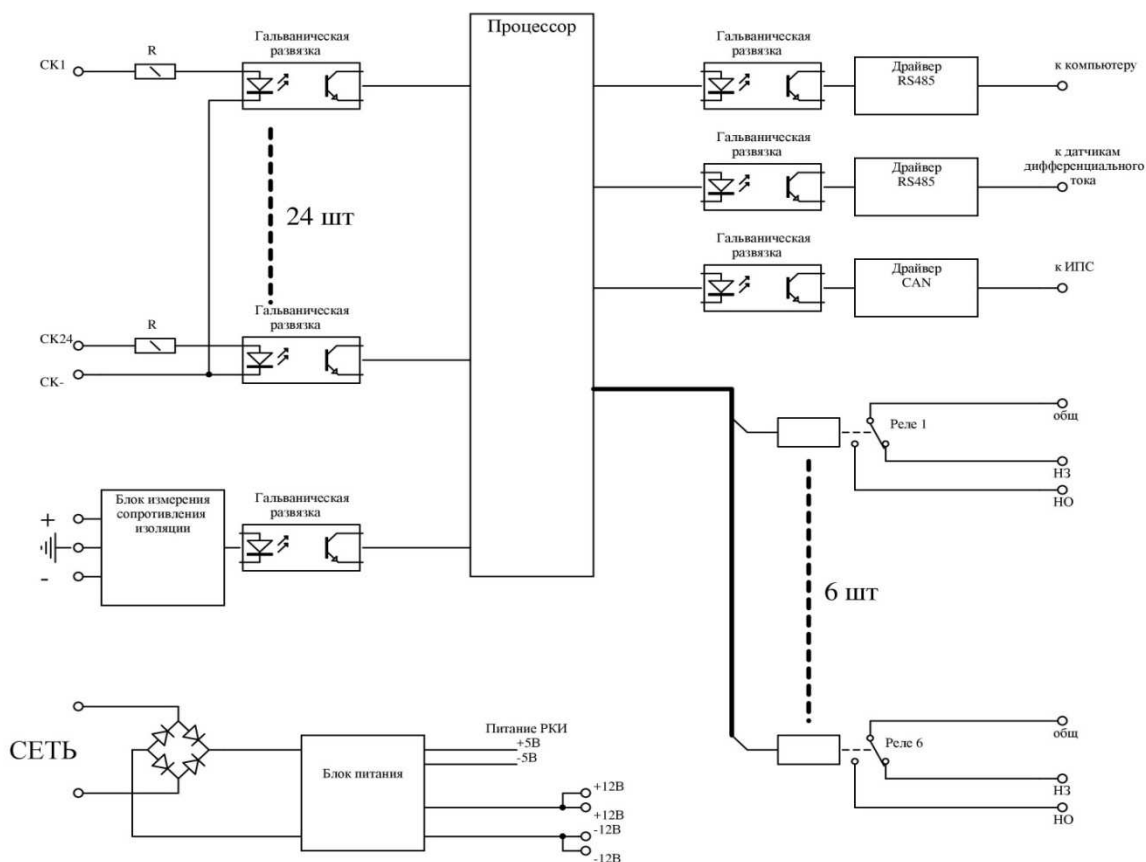 Процессор
Гальваническая
развязка
R
СК1
24 шт
Гальваническая
развязка
R
СК24
СК-
Блок измерения
сопротивления
изоляции
Гальваническая
развязка
+
-
Гальваническая
развязка
Драйвер
RS485
к компьютеру
Гальваническая
развязка
Драйвер
RS485
к датчикам
дифференциального
тока
Гальваническая
развязка
Драйвер
CAN
к ИПС
общ
Реле 1
НЗ
НО
6 шт
общ
Реле 6
НЗ
НО
СЕТЬ
Блок питания
Питание РКИ
+5В
-5В
+12В
+12В
-12В
-12В